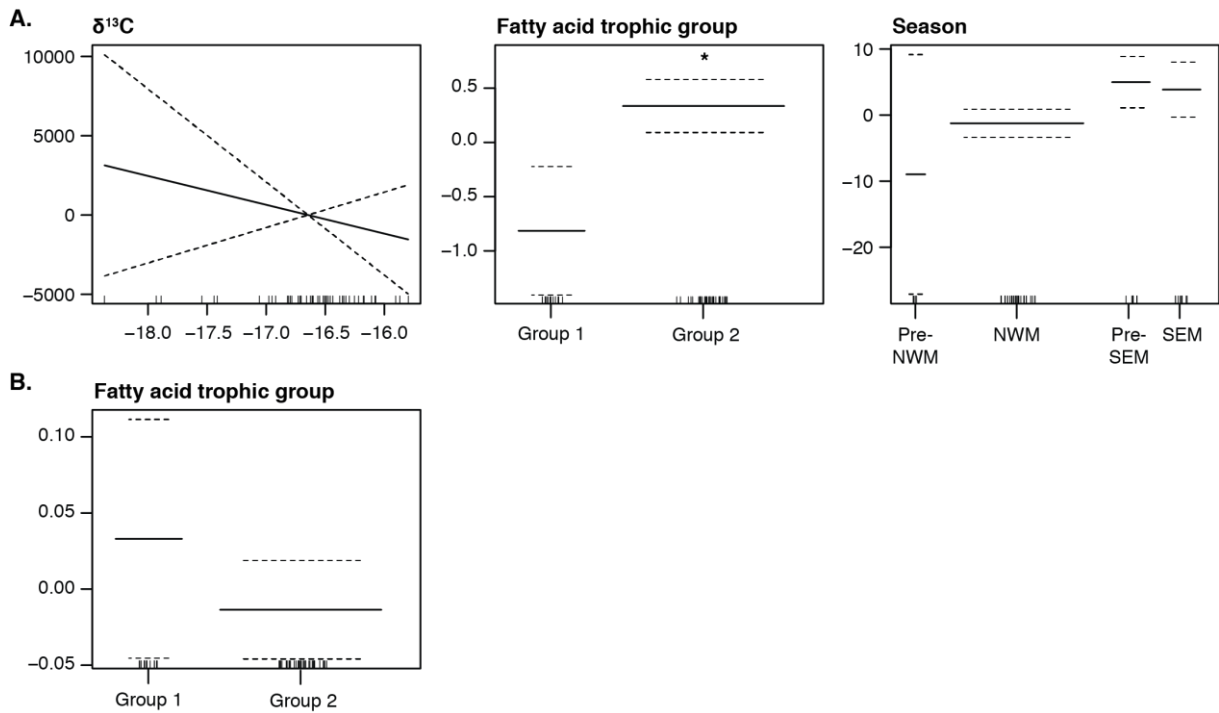 A.
δ¹³C
10000
5000
0
−5000
−18.0 −17.5 −17.0 −16.5 −16.0
Fatty acid trophic group
*
0.5
0.0
−0.5
−1.0
Group 1 Group 2
Season
10
0
−10
−20
Pre- NWM Pre- SEM
NWM SEM
B.
Fatty acid trophic group
0.10
0.05
0.00
−0.05
Group 1 Group 2